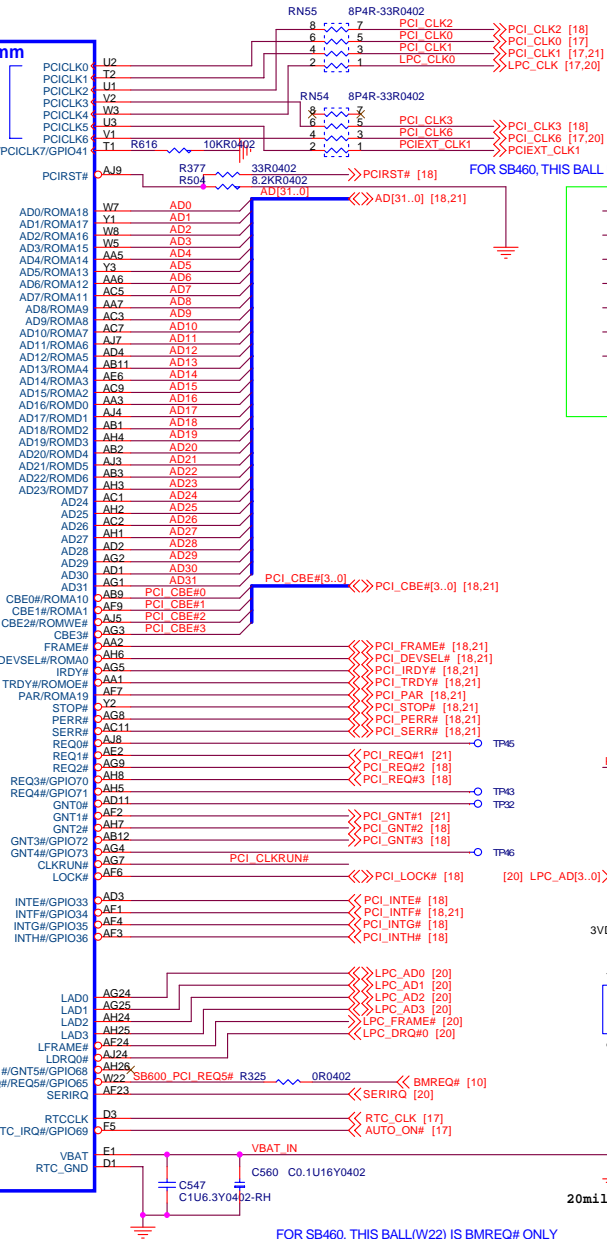 RN55 8P4R-33R0402
8 7 PCI_CLK2 PCI_CLK2 [18]
6 5 PCI_CLK0 PCI_CLK0 [17]
4 3 PCI_CLK1 PCI_CLK1 [17,21]
2 1 LPC_CLK0 LPC_CLK [17,20]
mm
PCICLK0 U2
PCICLK1 T2
PCICLK2 U1
PCICLK3 V2
PCICLK4 W3
PCICLK5 U3
PCICLK6 V1
PCICLK7/GPIO41 T1 R616 10KR0402
RN54 8P4R-33R0402
8 7
6 5 PCI_CLK3 PCI_CLK3 [18]
4 3 PCI_CLK6 PCI_CLK6 [17,20]
2 1 PCIEXT_CLK1 PCIEXT_CLK1
FOR SB460, THIS BALL
PCIRST# AJ9 R377 33R0402 PCIRST# [18]
R504 8.2KR0402
AD[31..0] AD[31..0] [18,21]
AD0/ROMA18 W7 AD0
AD1/ROMA17 Y1 AD1
AD2/ROMA16 W8 AD2
AD3/ROMA15 W5 AD3
AD4/ROMA14 AA5 AD4
AD5/ROMA13 Y3 AD5
AD6/ROMA12 AA6 AD6
AD7/ROMA11 AC5 AD7
AD8/ROMA9 AA7 AD8
AD9/ROMA8 AC3 AD9
AD10/ROMA7 AC7 AD10
AD11/ROMA6 AJ7 AD11
AD12/ROMA5 AD4 AD12
AD13/ROMA4 AB11 AD13
AD14/ROMA3 AE6 AD14
AD15/ROMA2 AC9 AD15
AD16/ROMD0 AA3 AD16
AD17/ROMD1 AJ4 AD17
AD18/ROMD2 AB1 AD18
AD19/ROMD3 AH4 AD19
AD20/ROMD4 AB2 AD20
AD21/ROMD5 AJ3 AD21
AD22/ROMD6 AB3 AD22
AD23/ROMD7 AH3 AD23
AD24 AC1 AD24
AD25 AH2 AD25
AD26 AC2 AD26
AD27 AH1 AD27
AD28 AD2 AD28
AD29 AG2 AD29
AD30 AD1 AD30
AD31 AG1 AD31
PCI_CBE#[3..0] PCI_CBE#[3..0] [18,21]
CBE0#/ROMA10 AB9 PCI_CBE#0
CBE1#/ROMA1 AF9 PCI_CBE#1
CBE2#/ROMWE# AJ5 PCI_CBE#2
CBE3# AG3 PCI_CBE#3
FRAME# AA2 PCI_FRAME# [18,21]
DEVSEL#/ROMA0 AH6 PCI_DEVSEL# [18,21]
IRDY# AG5 PCI_IRDY# [18,21]
TRDY#/ROMOE# AA1 PCI_TRDY# [18,21]
PAR/ROMA19 AF7 PCI_PAR [18,21]
STOP# Y2 PCI_STOP# [18,21]
PERR# AG8 PCI_PERR# [18,21]
SERR# AC11 PCI_SERR# [18,21]
REQ0# AJ8 TP45
REQ1# AE2 PCI_REQ#1 [21]
REQ2# AG9 PCI_REQ#2 [18]
REQ3#/GPIO70 AH8 PCI_REQ#3 [18]
REQ4#/GPIO71 AH5 TP43
GNT0# AD11 TP32
GNT1# AF2 PCI_GNT#1 [21]
GNT2# AH7 PCI_GNT#2 [18]
GNT3#/GPIO72 AB12 PCI_GNT#3 [18]
GNT4#/GPIO73 AG4 TP46
CLKRUN# AG7 PCI_CLKRUN#
LOCK# AF6 PCI_LOCK# [18]
[20] LPC_AD[3..0]
INTE#/GPIO33 AD3 PCI_INTE# [18]
INTF#/GPIO34 AF1 PCI_INTF# [18,21]
INTG#/GPIO35 AF4 PCI_INTG# [18]
INTH#/GPIO36 AF3 PCI_INTH# [18]
3VD
LAD0 AG24 LPC_AD0 [20]
LAD1 AG25 LPC_AD1 [20]
LAD2 AH24 LPC_AD2 [20]
LAD3 AH25 LPC_AD3 [20]
LFRAME# AF24 LPC_FRAME# [20]
LDRQ0# AJ24 LPC_DRQ#0 [20]
#/GNT5#/GPIO68 AH26
#/REQ5#/GPIO65 W22 SB600_PCI_REQ5# R325 0R0402 BMREQ# [10]
SERIRQ AF23 SERIRQ [20]
RTCCLK D3 RTC_CLK [17]
TC_IRQ#/GPIO69 F5 AUTO_ON# [17]
VBAT E1 VBAT_IN
RTC_GND D1
C547 C1U6.3Y0402-RH
C560 C0.1U16Y0402
20mil
FOR SB460, THIS BALL(W22) IS BMREQ# ONLY